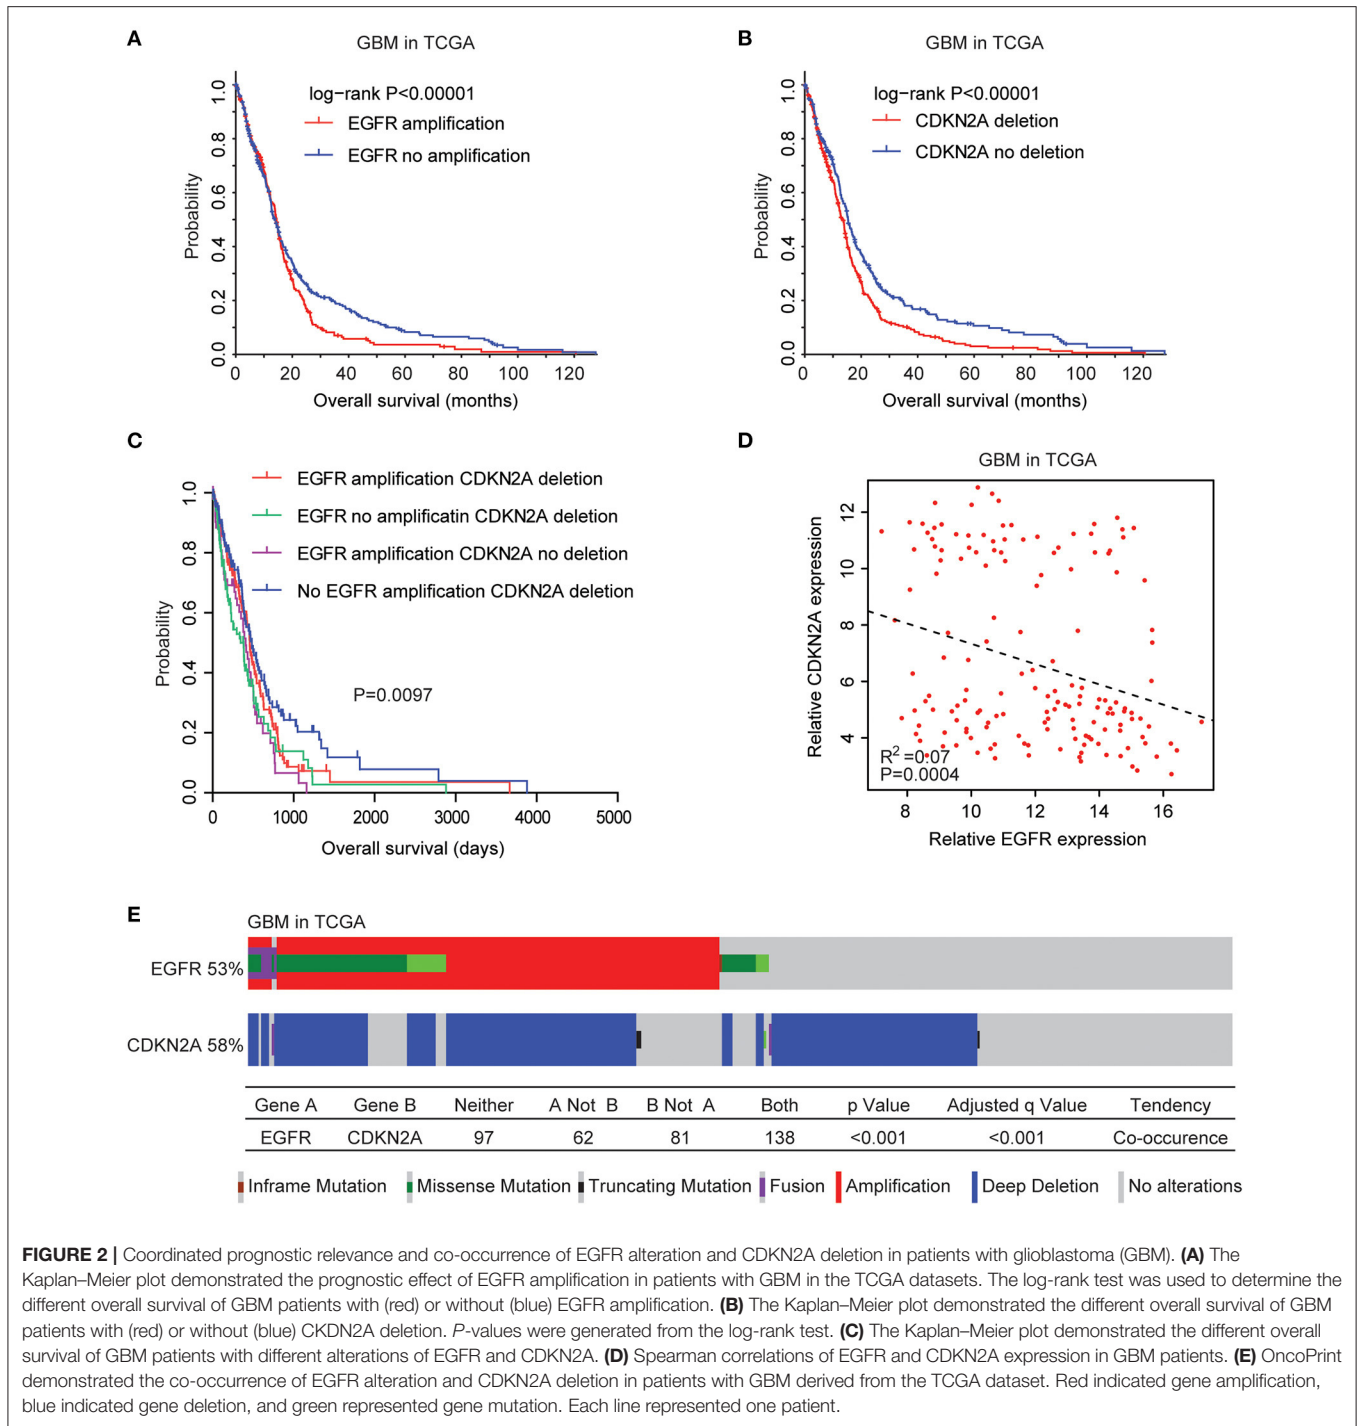 A
GBM in TCGA
log−rank P<0.00001
EGFR amplification
EGFR no amplification
Probability
1.0
0.8
0.6
0.4
0.2
0.0
0 20 40 60 80 100 120
Overall survival (months)
B
GBM in TCGA
log−rank P<0.00001
CDKN2A deletion
CDKN2A no deletion
Probability
1.0
0.8
0.6
0.4
0.2
0.0
0 20 40 60 80 100 120
Overall survival (months)
C
EGFR amplification CDKN2A deletion
EGFR no amplificatin CDKN2A deletion
EGFR amplification CDKN2A no deletion
No EGFR amplification CDKN2A deletion
P=0.0097
Probability
1.0
0.8
0.6
0.4
0.2
0.0
0 1000 2000 3000 4000 5000
Overall survival (days)
D
GBM in TCGA
Relative CDKN2A expression
12
10
8
6
4
R² =0.07
P=0.0004
8 10 12 14 16
Relative EGFR expression
E
GBM in TCGA
EGFR 53%
CDKN2A 58%
Gene A Gene B Neither A Not B B Not A Both p Value Adjusted q Value Tendency
EGFR CDKN2A 97 62 81 138 <0.001 <0.001 Co-occurence
Inframe Mutation Missense Mutation Truncating Mutation Fusion Amplification Deep Deletion No alterations
FIGURE 2 | Coordinated prognostic relevance and co-occurrence of EGFR alteration and CDKN2A deletion in patients with glioblastoma (GBM). (A) The
Kaplan–Meier plot demonstrated the prognostic effect of EGFR amplification in patients with GBM in the TCGA datasets. The log-rank test was used to determine the
different overall survival of GBM patients with (red) or without (blue) EGFR amplification. (B) The Kaplan–Meier plot demonstrated the different overall survival of GBM
patients with (red) or without (blue) CKDN2A deletion. P-values were generated from the log-rank test. (C) The Kaplan–Meier plot demonstrated the different overall
survival of GBM patients with different alterations of EGFR and CDKN2A. (D) Spearman correlations of EGFR and CDKN2A expression in GBM patients. (E) OncoPrint
demonstrated the co-occurrence of EGFR alteration and CDKN2A deletion in patients with GBM derived from the TCGA dataset. Red indicated gene amplification,
blue indicated gene deletion, and green represented gene mutation. Each line represented one patient.